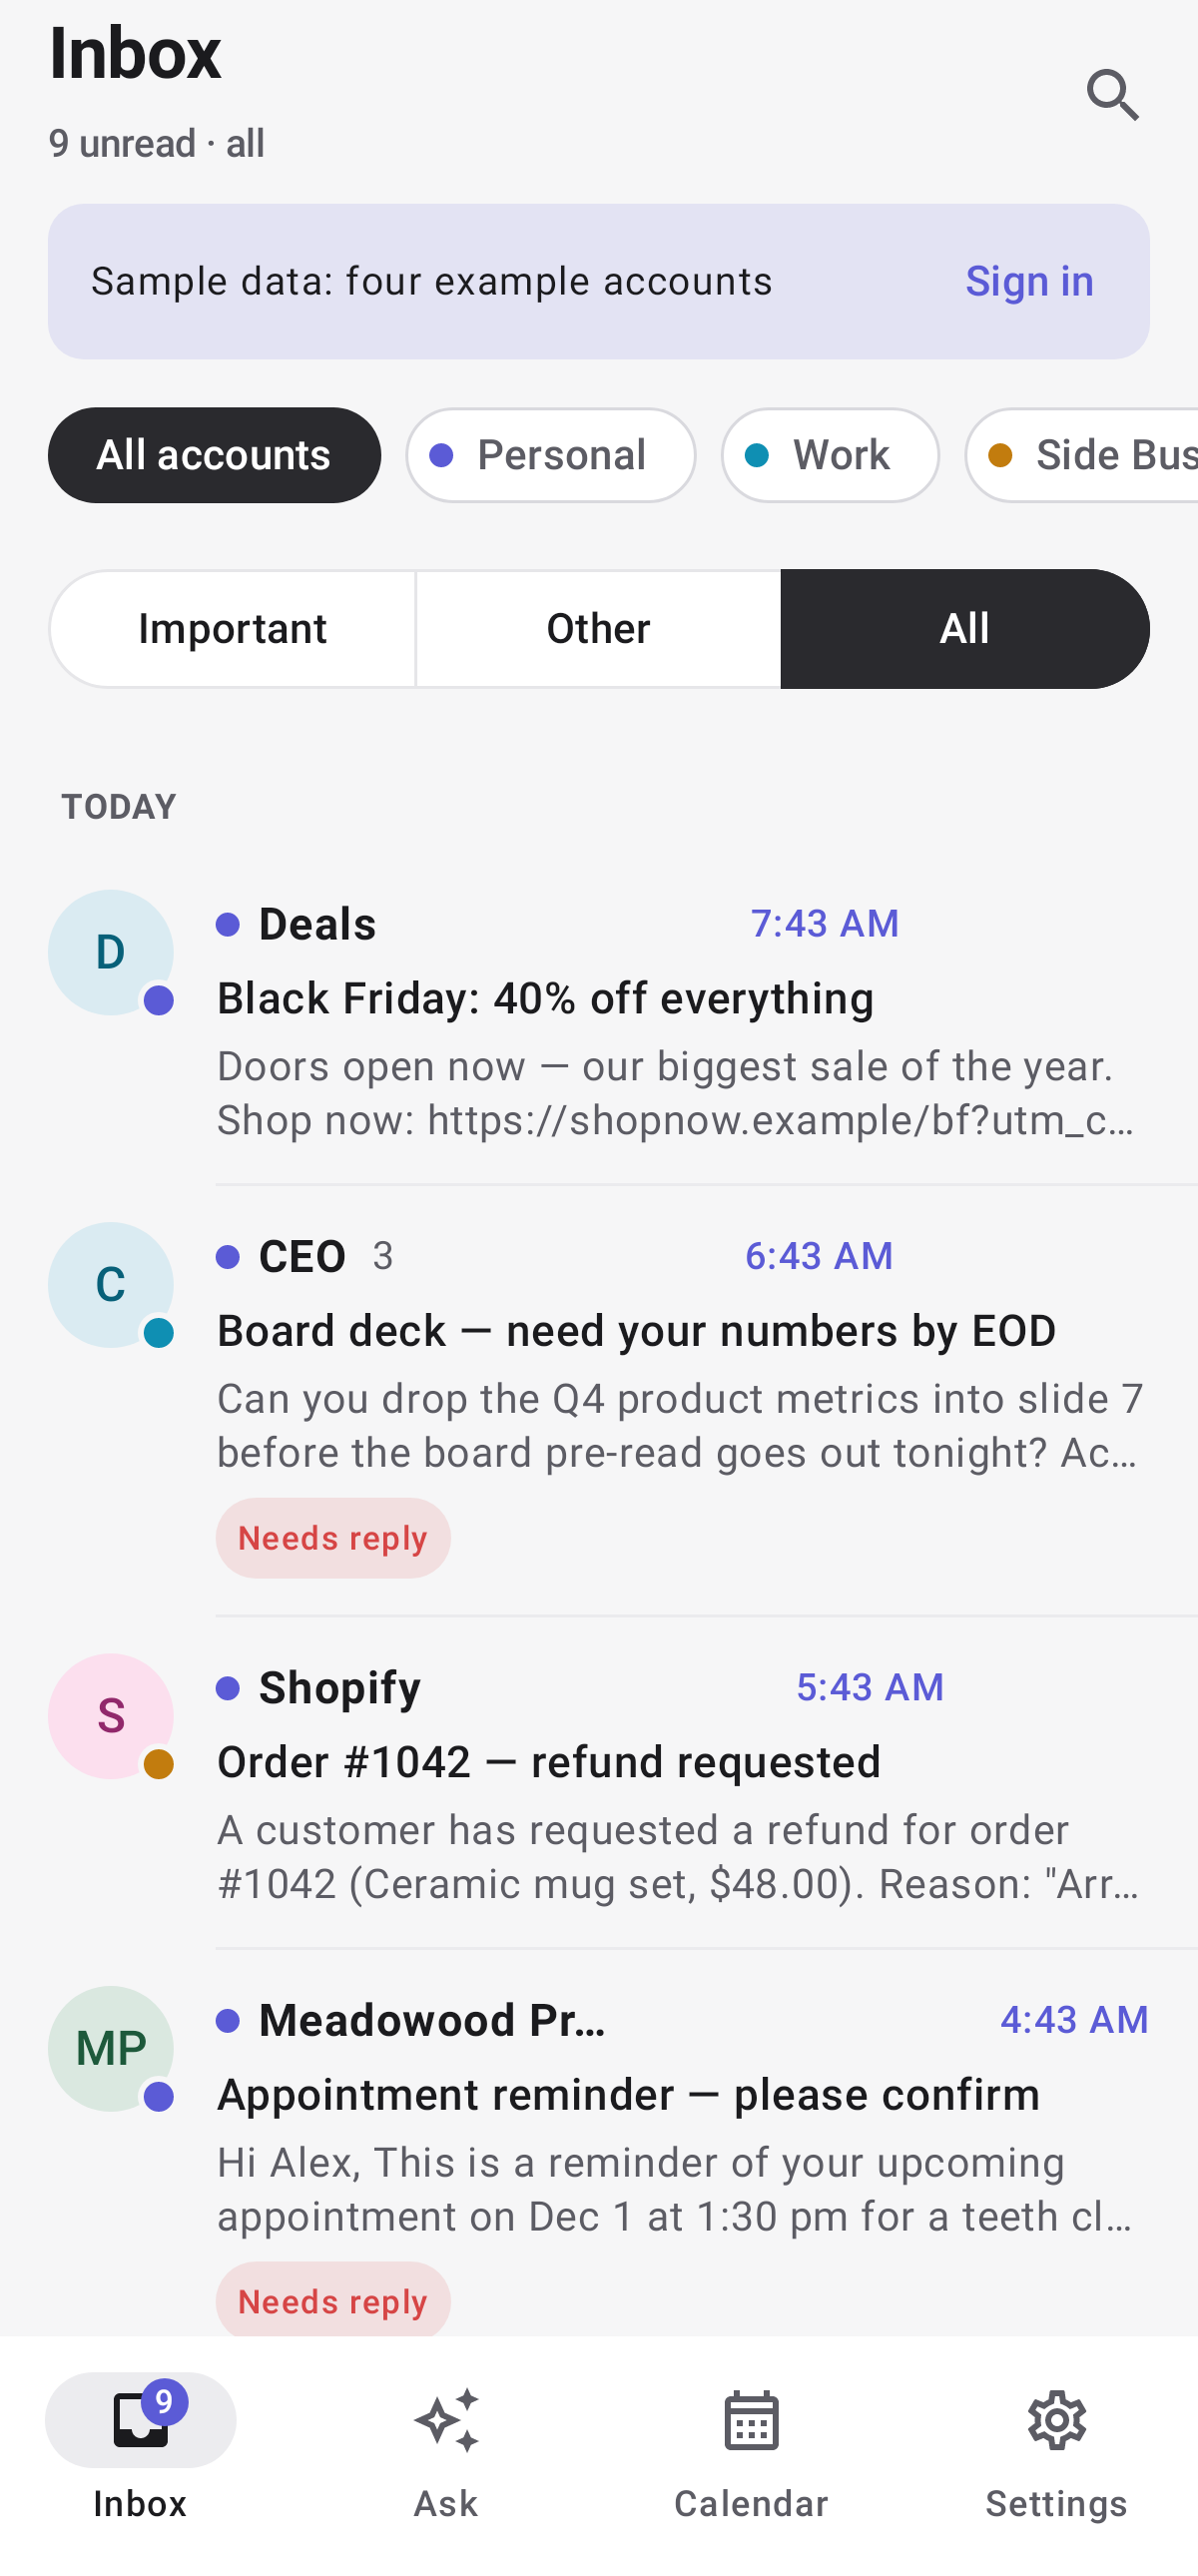 Inbox
9 unread · all
Sample data: four example accounts
Sign in
All accounts
Personal
Work
Side Bus
Important
Other
All
TODAY
D
Deals
7:43 AM
Black Friday: 40% off everything
Doors open now — our biggest sale of the year.
Shop now: https://shopnow.example/bf?utm_c…
C
CEO 3
6:43 AM
Board deck — need your numbers by EOD
Can you drop the Q4 product metrics into slide 7
before the board pre-read goes out tonight? Ac…
Needs reply
S
Shopify
5:43 AM
Order #1042 — refund requested
A customer has requested a refund for order
#1042 (Ceramic mug set, $48.00). Reason: "Arr…
MP
Meadowood Pr…
4:43 AM
Appointment reminder — please confirm
Hi Alex, This is a reminder of your upcoming
appointment on Dec 1 at 1:30 pm for a teeth cl…
Needs reply
9
Inbox
Ask
Calendar
Settings